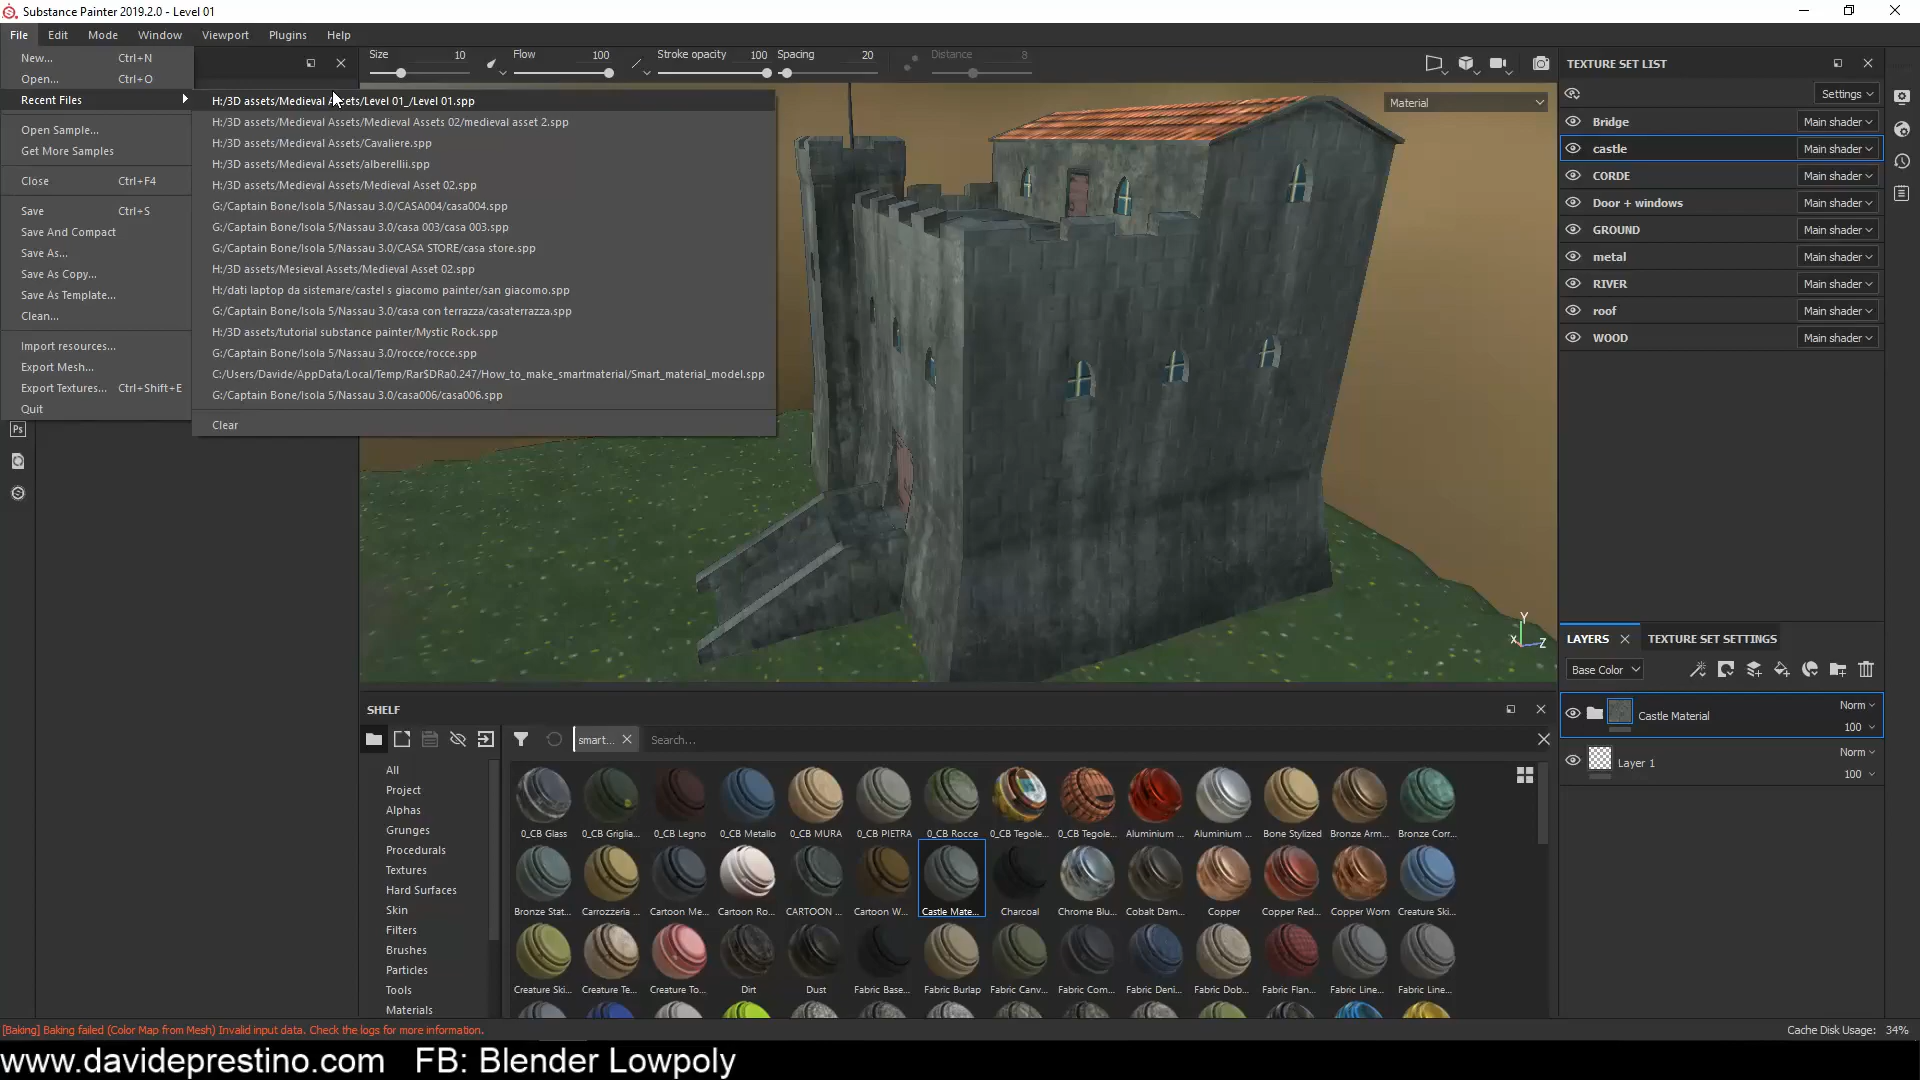 Substance Painter 2019.2.0 - Level 01
File Edit Mode Window Viewport Plugins Help
New... Ctrl+N
Open... Ctrl+O
Recent Files
Open Sample...
Get More Samples
Close Ctrl+F4
Save Ctrl+S
Save And Compact
Save As...
Save As Copy...
Save As Template...
Clean...
Import resources...
Export Mesh...
Export Textures... Ctrl+Shift+E
Quit
H:/3D assets/Medieval Assets/Level 01_/Level 01.spp
H:/3D assets/Medieval Assets/Medieval Assets 02/medieval asset 2.spp
H:/3D assets/Medieval Assets/Cavaliere.spp
H:/3D assets/Medieval Assets/alberellii.spp
H:/3D assets/Medieval Assets/Medieval Asset 02.spp
G:/Captain Bone/Isola 5/Nassau 3.0/CASA004/casa004.spp
G:/Captain Bone/Isola 5/Nassau 3.0/casa 003/casa 003.spp
G:/Captain Bone/Isola 5/Nassau 3.0/CASA STORE/casa store.spp
H:/3D assets/Mesieval Assets/Medieval Asset 02.spp
H:/dati laptop da sistemare/castel s giacomo painter/san giacomo.spp
G:/Captain Bone/Isola 5/Nassau 3.0/casa con terrazza/casaterrazza.spp
H:/3D assets/tutorial substance painter/Mystic Rock.spp
G:/Captain Bone/Isola 5/Nassau 3.0/rocce/rocce.spp
C:/Users/Davide/AppData/Local/Temp/Rar$DRa0.247/How_to_make_smartmaterial/Smart_material_model.spp
G:/Captain Bone/Isola 5/Nassau 3.0/casa006/casa006.spp
Clear
Ps
Size 10 Flow 100 Stroke opacity 100 Spacing 20 Distance 8
Material
Y
X Z
TEXTURE SET LIST
Settings
Bridge Main shader
castle Main shader
CORDE Main shader
Door + windows Main shader
GROUND Main shader
metal Main shader
RIVER Main shader
roof Main shader
WOOD Main shader
LAYERS TEXTURE SET SETTINGS
Base Color
Castle Material Norm 100
Layer 1 Norm 100
SHELF
smart... Search...
All
Project
Alphas
Grunges
Procedurals
Textures
Hard Surfaces
Skin
Filters
Brushes
Particles
Tools
Materials
0_CB Glass 0_CB Griglia... 0_CB Legno 0_CB Metallo 0_CB MURA 0_CB PIETRA 0_CB Rocce 0_CB Tegole... 0_CB Tegole... Aluminium ... Aluminium ... Bone Stylized Bronze Arm... Bronze Corr...
Bronze Stat... Carrozzeria ... Cartoon Me... Cartoon Ro... CARTOON ... Cartoon W... Castle Mate... Charcoal Chrome Blu... Cobalt Dam... Copper Copper Red... Copper Worn Creature Ski...
Creature Ski... Creature Te... Creature To... Dirt Dust Fabric Base... Fabric Burlap Fabric Canv... Fabric Com... Fabric Deni... Fabric Dob... Fabric Flan... Fabric Line... Fabric Line...
[Baking] Baking failed (Color Map from Mesh) Invalid input data. Check the logs for more information.
Cache Disk Usage: 34%
www.davideprestino.com FB: Blender Lowpoly